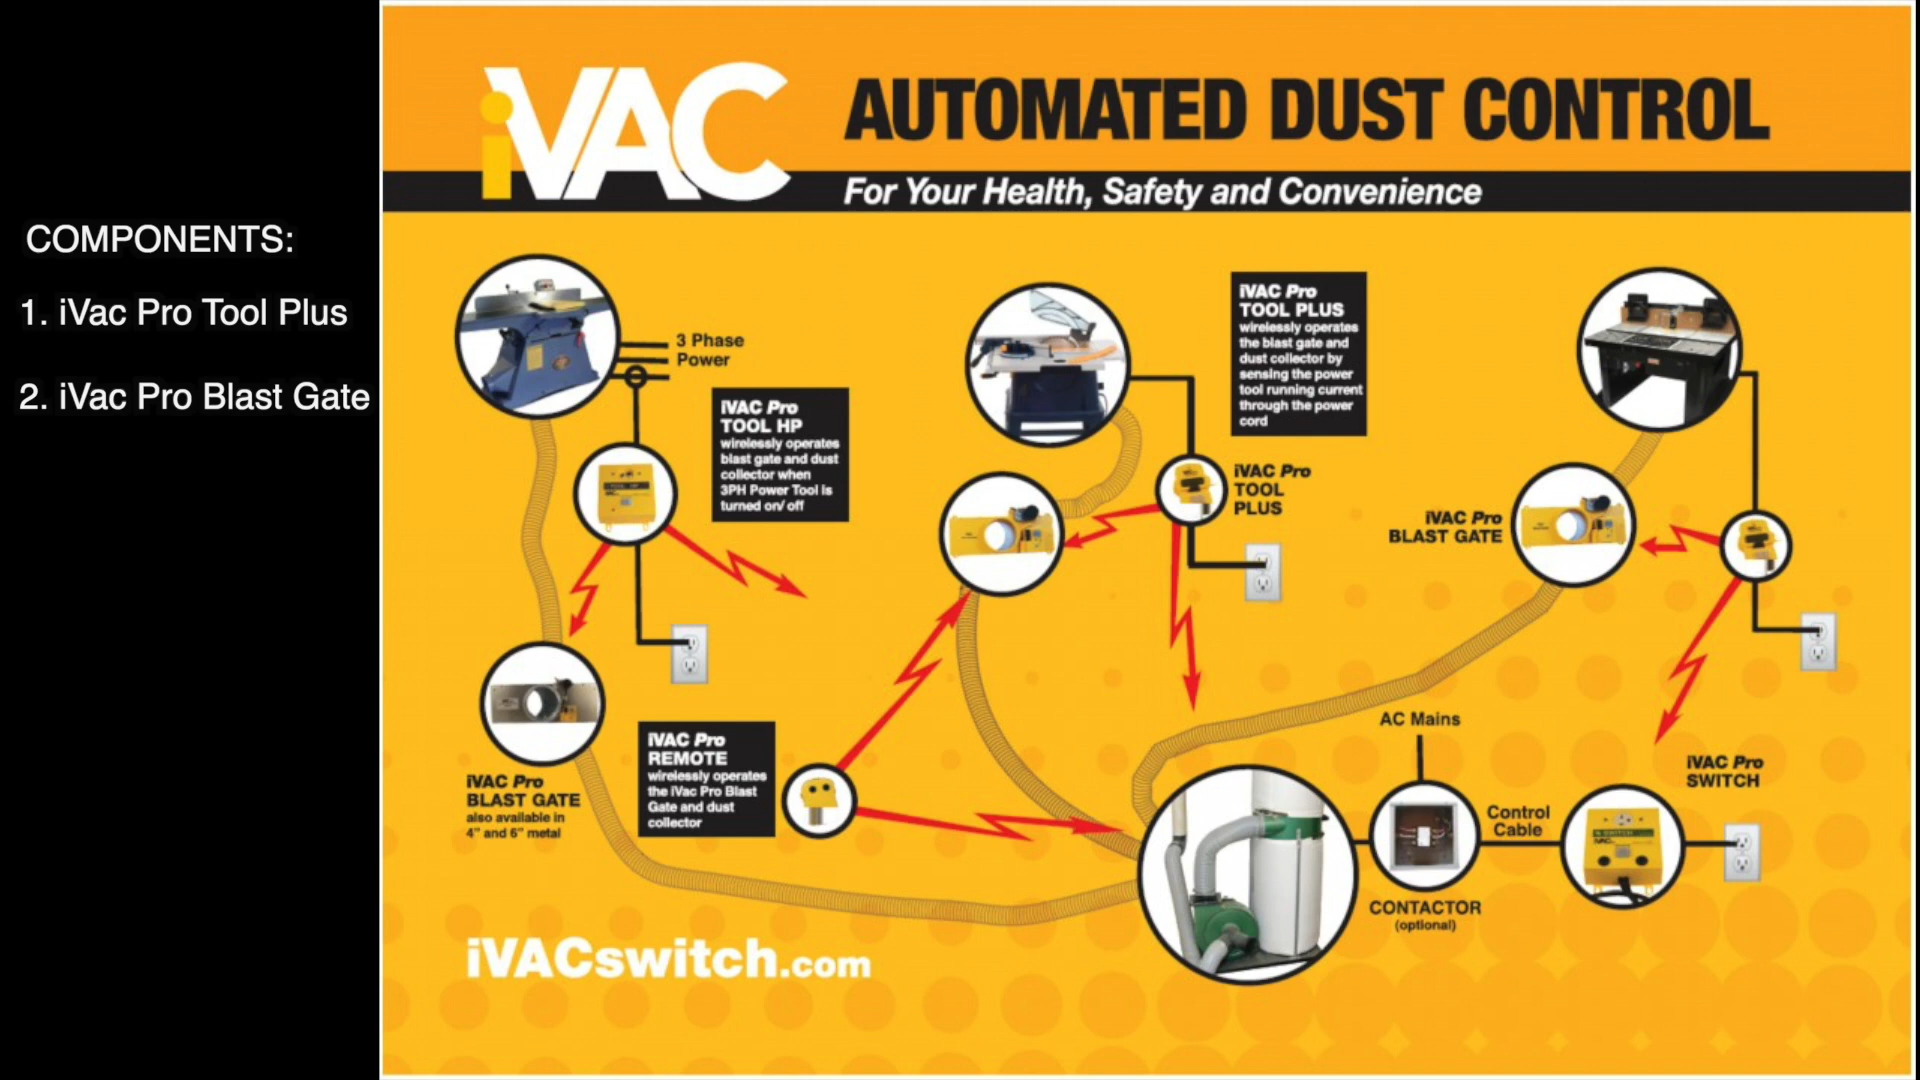 COMPONENTS:
1. iVac Pro Tool Plus
2. iVac Pro Blast Gate
iVAC
AUTOMATED DUST CONTROL
For Your Health, Safety and Convenience
3 Phase
Power
iVAC Pro
TOOL HP
wirelessly operates
blast gate and dust
collector when
3PH Power Tool is
turned on/ off
iVAC Pro
TOOL PLUS
wirelessly operates
the blast gate and
dust collector by
sensing the power
tool running current
through the power
cord
iVAC Pro
TOOL
PLUS
iVAC Pro
BLAST GATE
iVAC Pro
BLAST GATE
also available in
4" and 6" metal
iVAC Pro
REMOTE
wirelessly operates
the iVac Pro Blast
Gate and dust
collector
AC Mains
Control
Cable
iVAC Pro
SWITCH
CONTACTOR
(optional)
iVACswitch.com